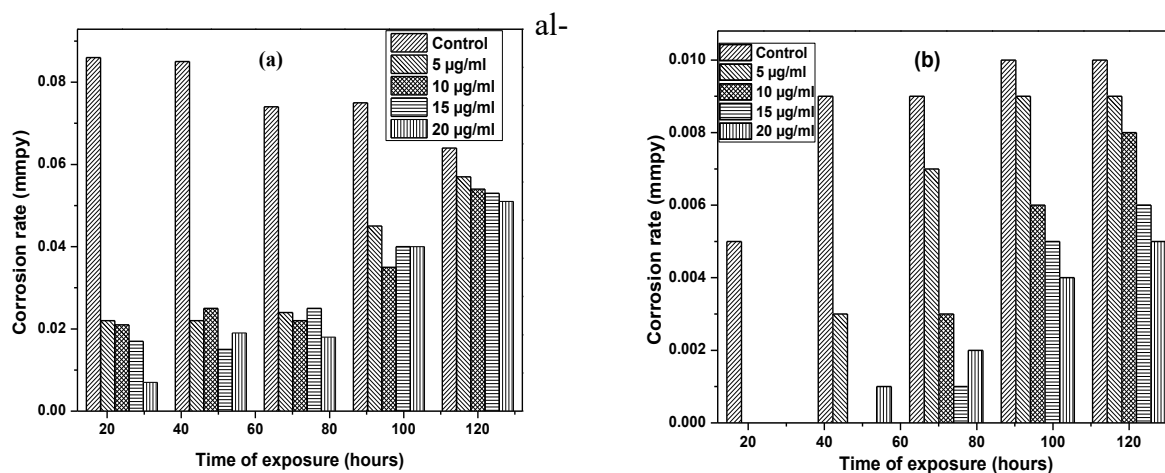 al-
(a)
Control
5 µg/ml
10 µg/ml
15 µg/ml
20 µg/ml
0.08
0.06
0.04
0.02
0.00
Corrosion rate (mmpy)
20 40 60 80 100 120
Time of exposure (hours)
(b)
Control
5 µg/ml
10 µg/ml
15 µg/ml
20 µg/ml
0.010
0.008
0.006
0.004
0.002
0.000
Corrosion rate (mmpy)
20 40 60 80 100 120
Time of exposure (hours)